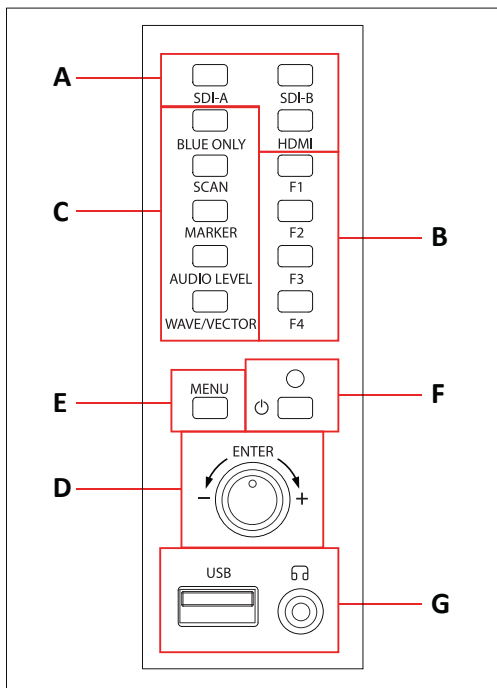 A
SDI-A SDI-B
BLUE ONLY HDMI
SCAN F1
C
MARKER F2
B
AUDIO LEVEL F3
WAVE/VECTOR F4
E
MENU
F
D
ENTER
− +
USB
G